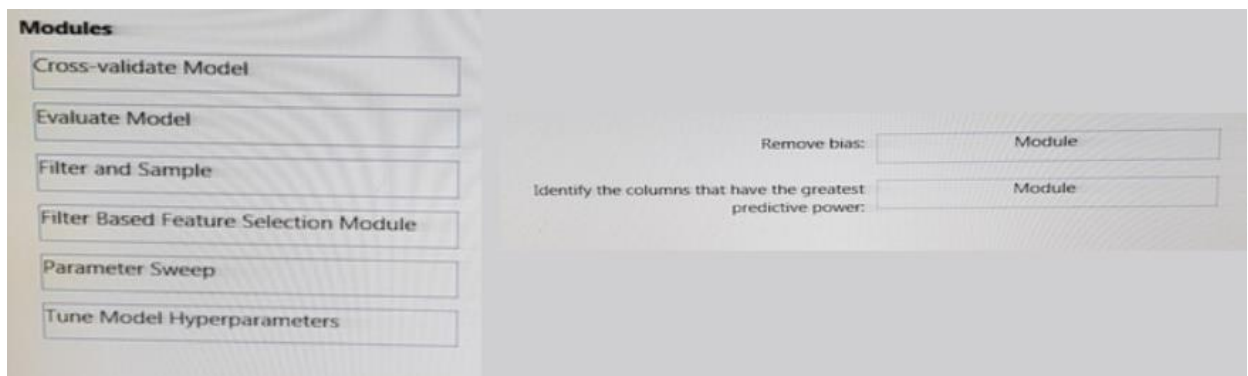 Modules
Cross-validate Model
Evaluate Model
Filter and Sample
Filter Based Feature Selection Module
Parameter Sweep
Tune Model Hyperparameters
Remove bias: Module
Identify the columns that have the greatest Module
predictive power: